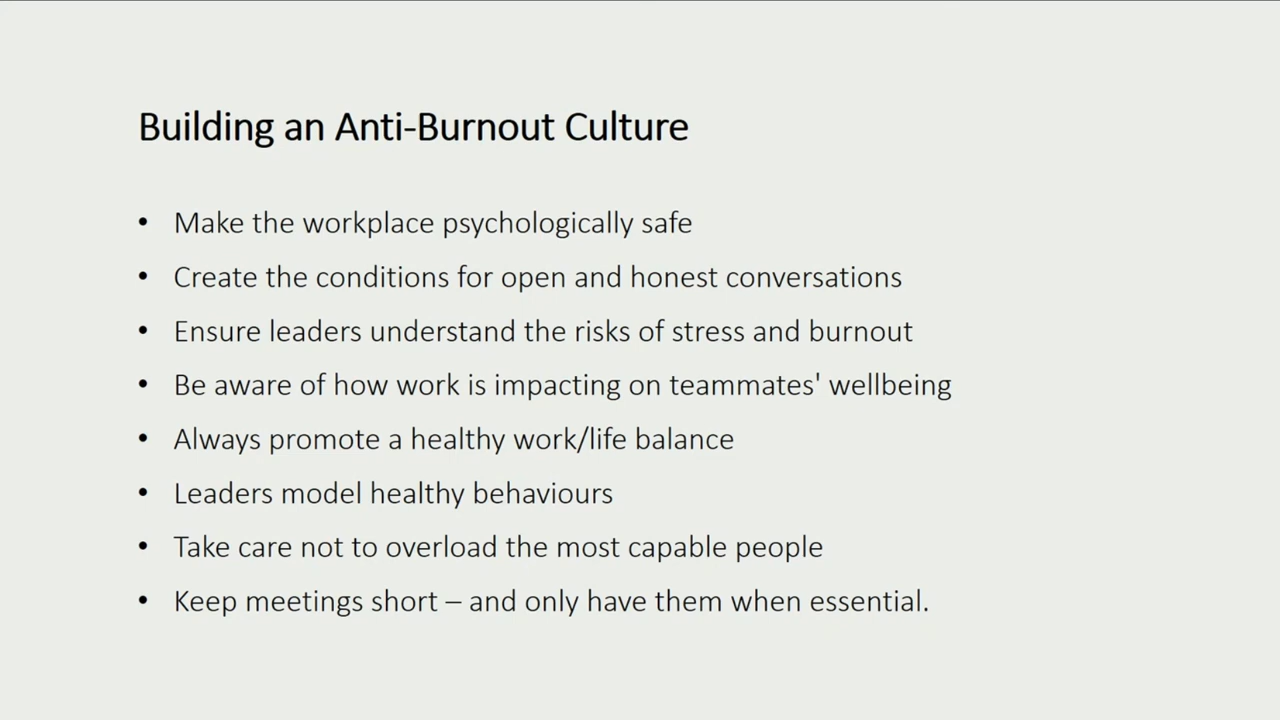 Building an Anti-Burnout Culture
• Make the workplace psychologically safe
• Create the conditions for open and honest conversations
• Ensure leaders understand the risks of stress and burnout
• Be aware of how work is impacting on teammates' wellbeing
• Always promote a healthy work/life balance
• Leaders model healthy behaviours
• Take care not to overload the most capable people
• Keep meetings short – and only have them when essential.